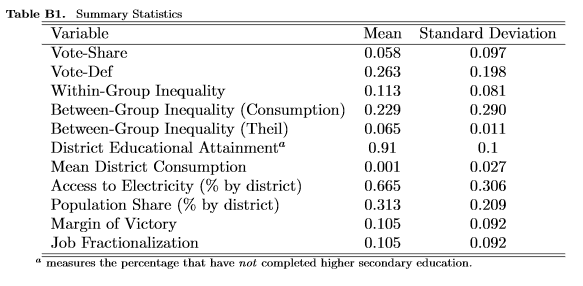 Table B1. Summary Statistics
Variable Mean Standard Deviation
Vote-Share 0.058 0.097
Vote-Def 0.263 0.198
Within-Group Inequality 0.113 0.081
Between-Group Inequality (Consumption) 0.229 0.290
Between-Group Inequality (Theil) 0.065 0.011
District Educational Attainmentᵃ 0.91 0.1
Mean District Consumption 0.001 0.027
Access to Electricity (% by district) 0.665 0.306
Population Share (% by district) 0.313 0.209
Margin of Victory 0.105 0.092
Job Fractionalization 0.105 0.092
ᵃ measures the percentage that have not completed higher secondary education.